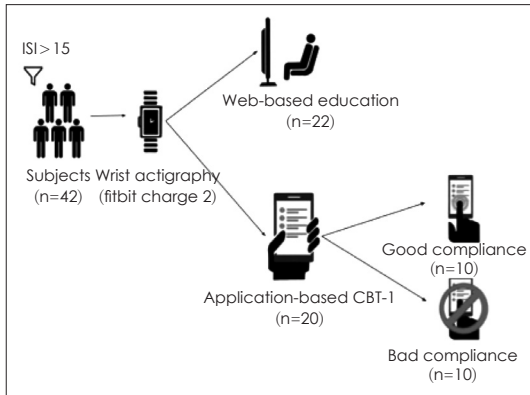 ISI > 15
Web-based education
(n=22)
Subjects
(n=42)
Wrist actigraphy
(fitbit charge 2)
Good compliance
(n=10)
Application-based CBT-1
(n=20)
Bad compliance
(n=10)